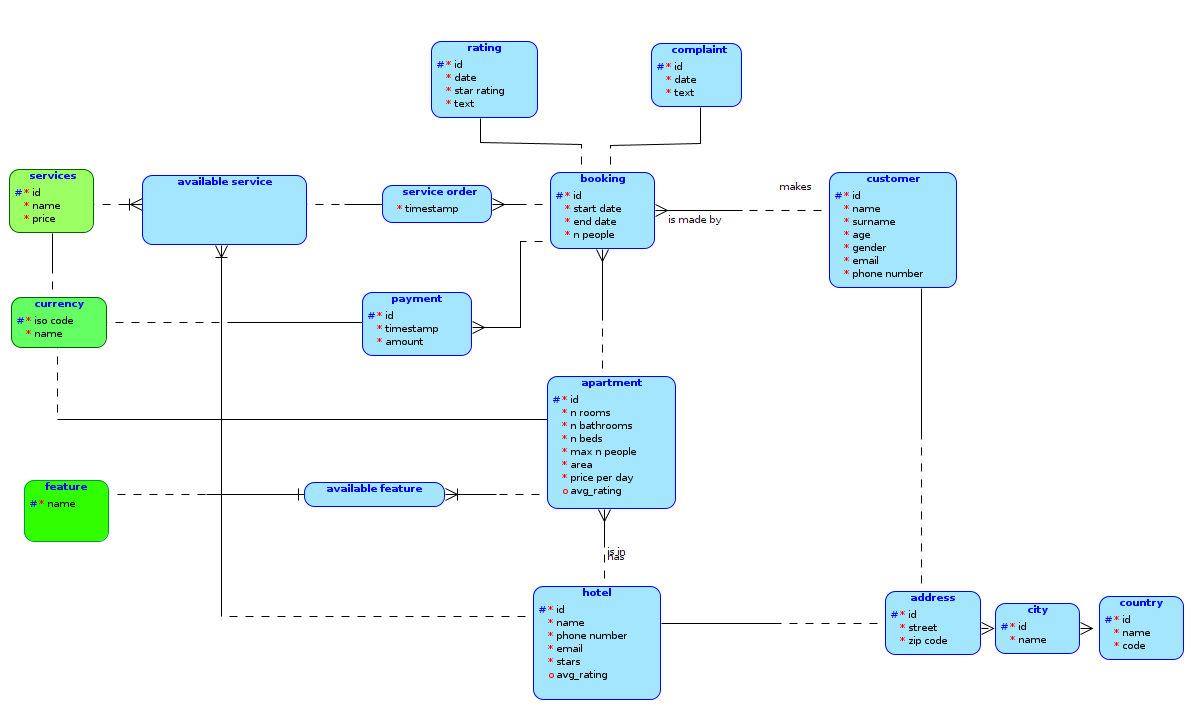 rating
#* id
* date
* star rating
* text
complaint
#* id
* date
* text
services
#* id
* name
* price
available service
service order
* timestamp
booking
#* id
* start date
* end date
* n people
makes
is made by
customer
#* id
* name
* surname
* age
* gender
* email
* phone number
currency
#* iso code
* name
payment
#* id
* timestamp
* amount
apartment
#* id
* n rooms
* n bathrooms
* n beds
* max n people
* area
* price per day
o avg_rating
feature
#* name
available feature
is in
has
hotel
#* id
* name
* phone number
* email
* stars
o avg_rating
address
#* id
* street
* zip code
city
#* id
* name
country
#* id
* name
* code